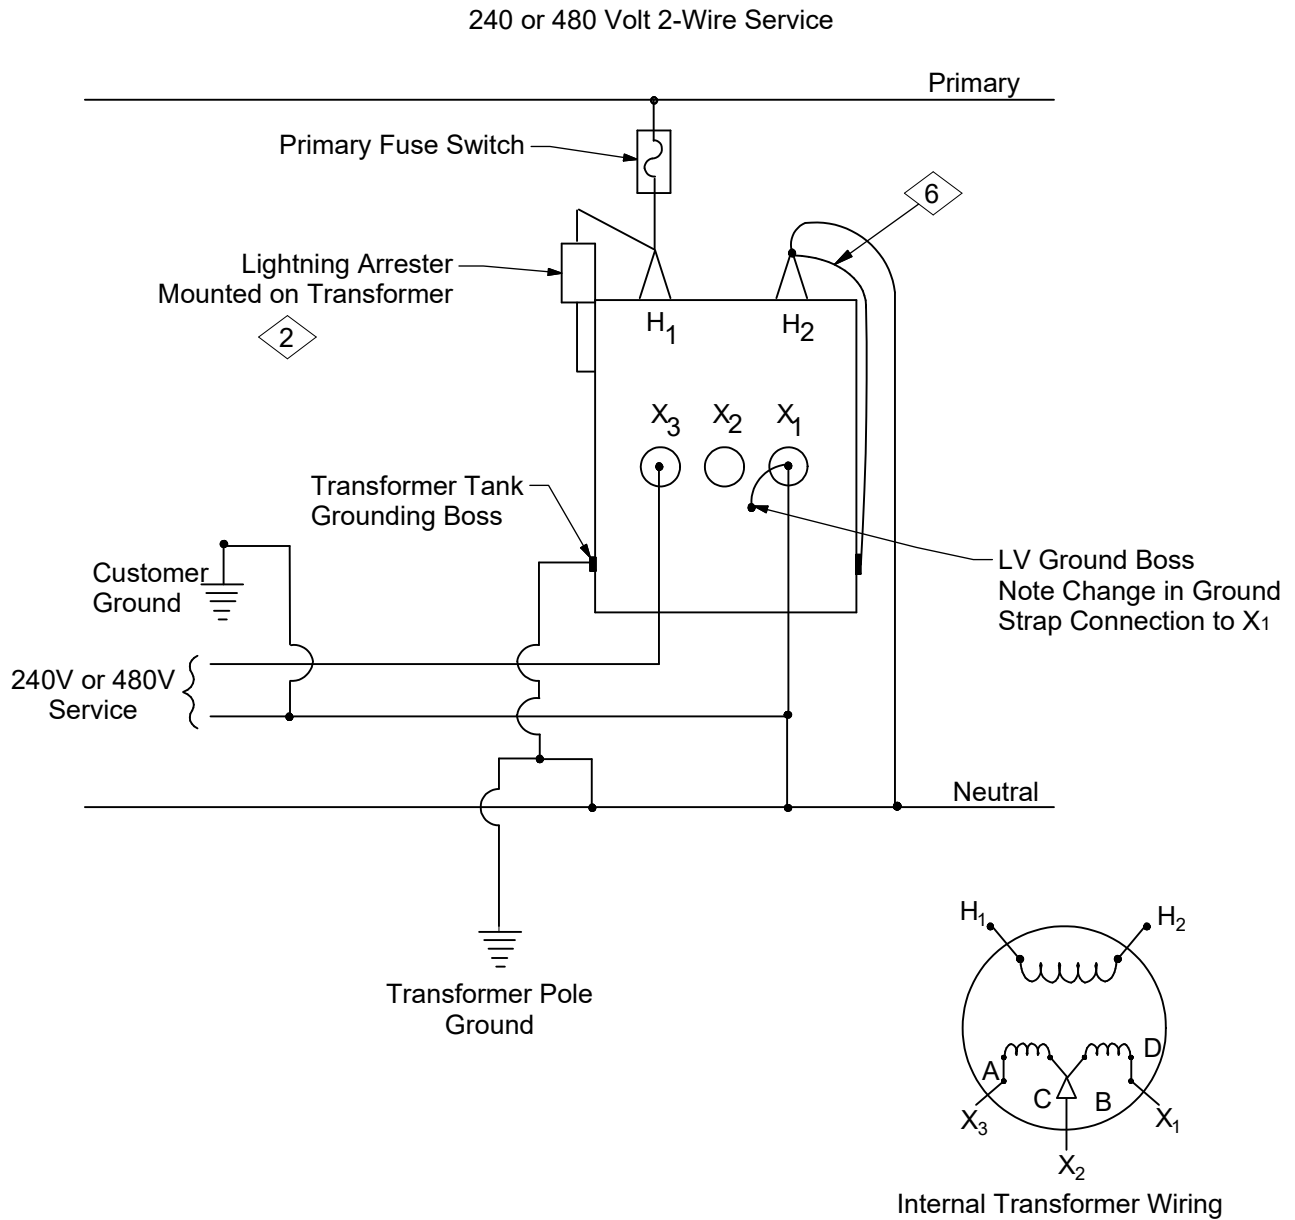 240 or 480 Volt 2-Wire Service
Primary
Primary Fuse Switch
6
Lightning Arrester
Mounted on Transformer
2
H1
H2
X3
X2
X1
Transformer Tank
Grounding Boss
LV Ground Boss
Note Change in Ground
Strap Connection to X1
Customer
Ground
240V or 480V
Service
Neutral
Transformer Pole
Ground
H1
H2
A
D
C
B
X3
X1
X2
Internal Transformer Wiring